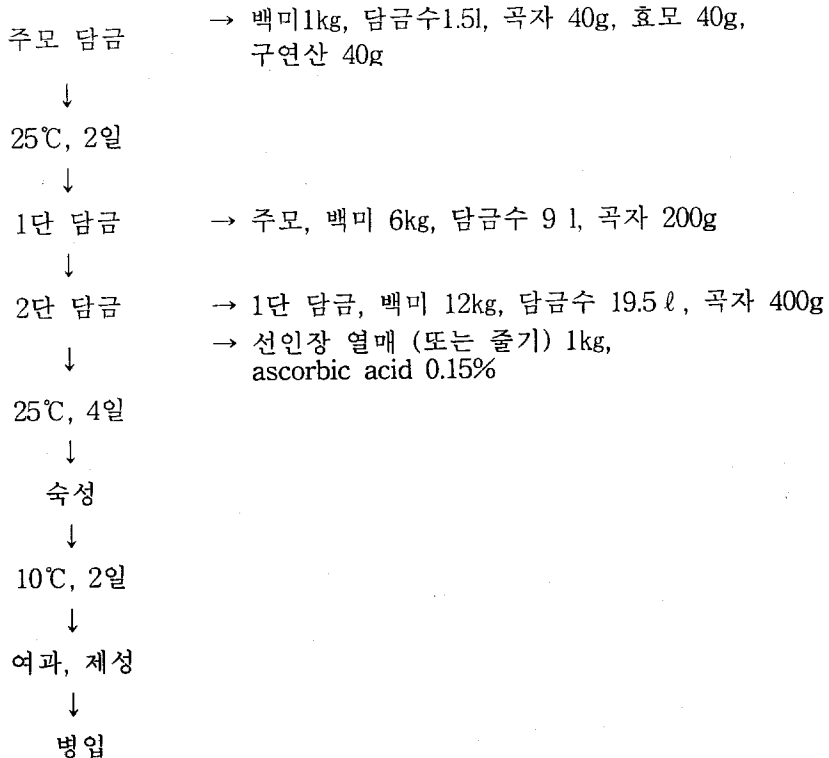 주모 담금 → 백미1kg, 담금수1.5l, 곡자 40g, 효모 40g,
구연산 40g
↓
25℃, 2일
↓
1단 담금 → 주모, 백미 6kg, 담금수 9 l, 곡자 200g
↓
2단 담금 → 1단 담금, 백미 12kg, 담금수 19.5 ℓ, 곡자 400g
→ 선인장 열매 (또는 줄기) 1kg,
↓ ascorbic acid 0.15%
25℃, 4일
↓
숙성
↓
10℃, 2일
↓
여과, 제성
↓
병입